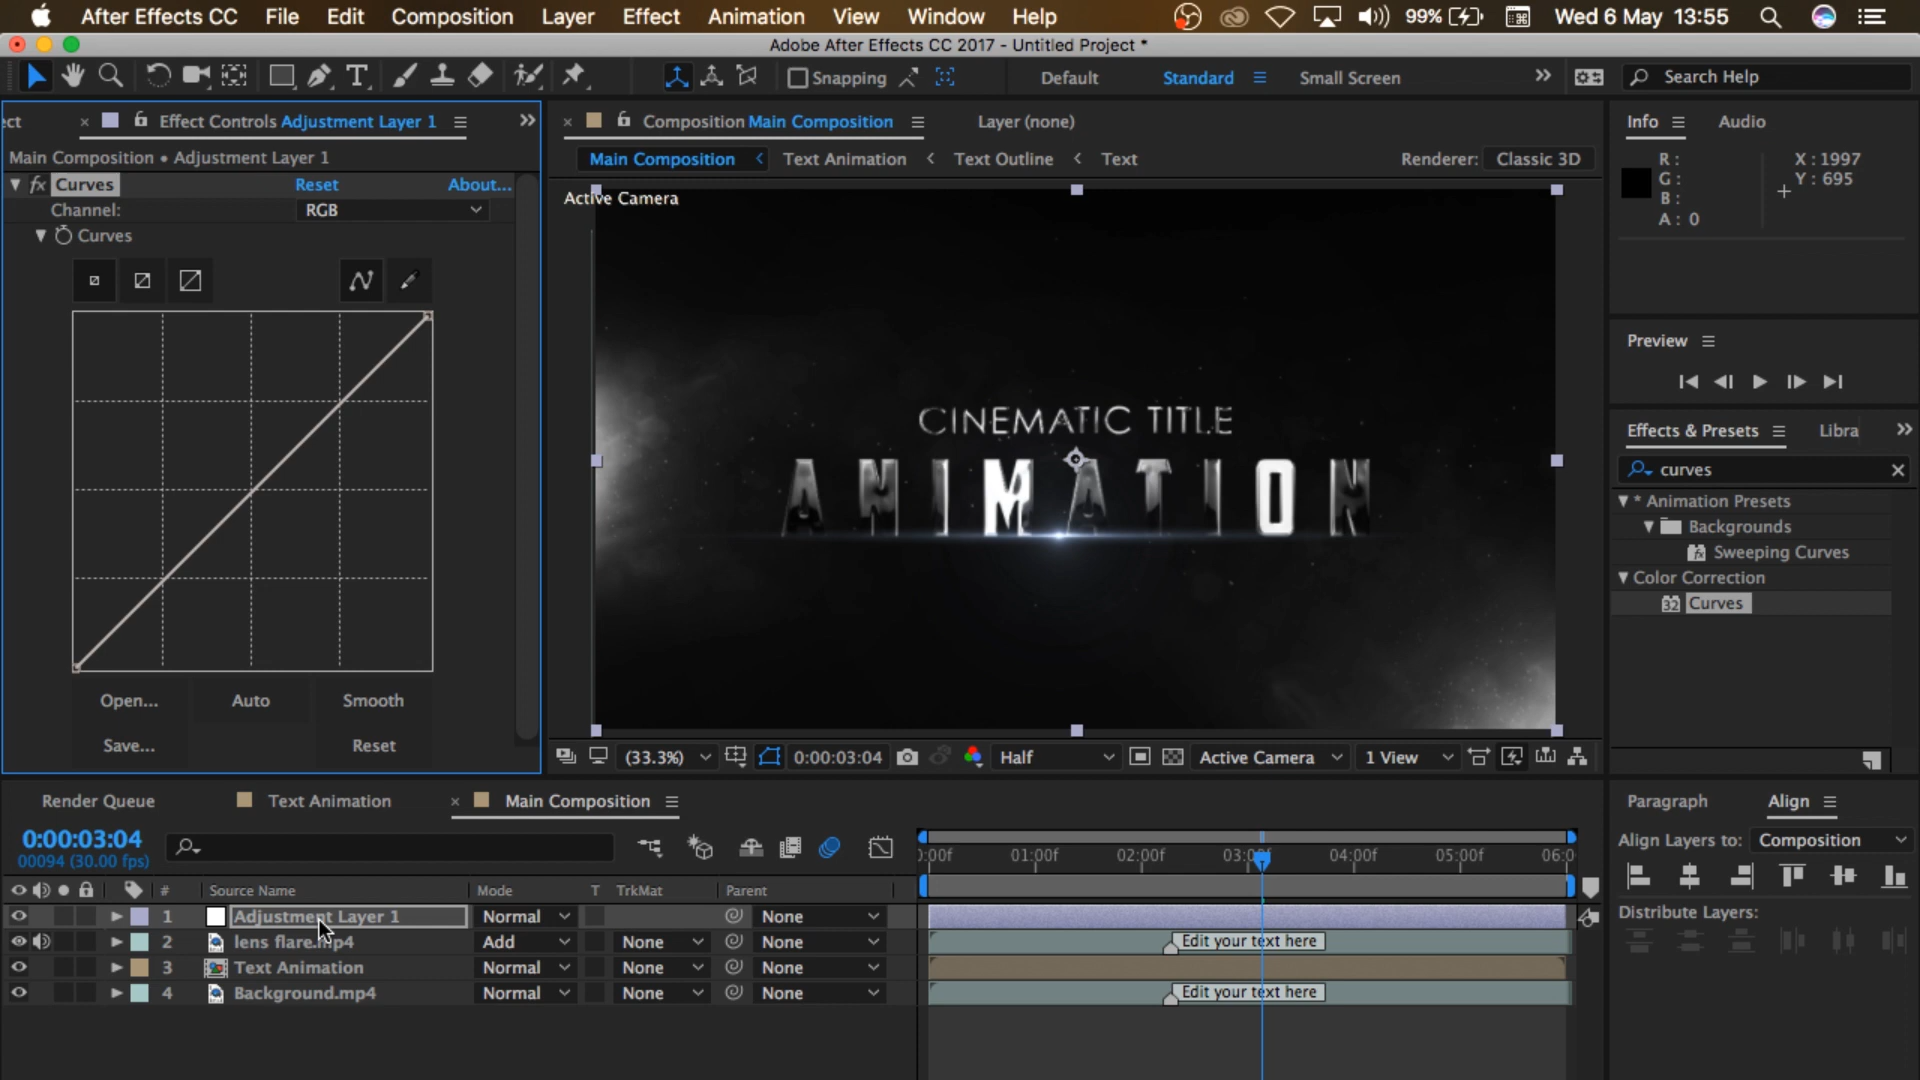 After Effects CC File Edit Composition Layer Effect Animation View Window Help 99% Wed 6 May 13:55
Adobe After Effects CC 2017 - Untitled Project *
T Snapping Default Standard Small Screen Search Help
ect Effect Controls Adjustment Layer 1
Main Composition • Adjustment Layer 1
fx Curves Reset About...
Channel: RGB
Curves
Open... Auto Smooth
Save... Reset
Composition Main Composition Layer (none)
Main Composition Text Animation Text Outline Text Renderer: Classic 3D
Active Camera
CINEMATIC TITLE
ANIMATION
(33.3%) 0:00:03:04 Half Active Camera 1 View
Info Audio
R: X : 1997
G: Y : 695
B:
A: 0
Preview
Effects & Presets Libra
curves
* Animation Presets
Backgrounds
Sweeping Curves
Color Correction
32 Curves
Render Queue Text Animation Main Composition
0:00:03:04
00094 (30.00 fps)
):00f 01:00f 02:00f 03:00f 04:00f 05:00f 06:0
# Source Name Mode T TrkMat Parent
1 Adjustment Layer 1 Normal None
2 lens flare.mp4 Add None None Edit your text here
3 Text Animation Normal None None
4 Background.mp4 Normal None None Edit your text here
Paragraph Align
Align Layers to: Composition
Distribute Layers: